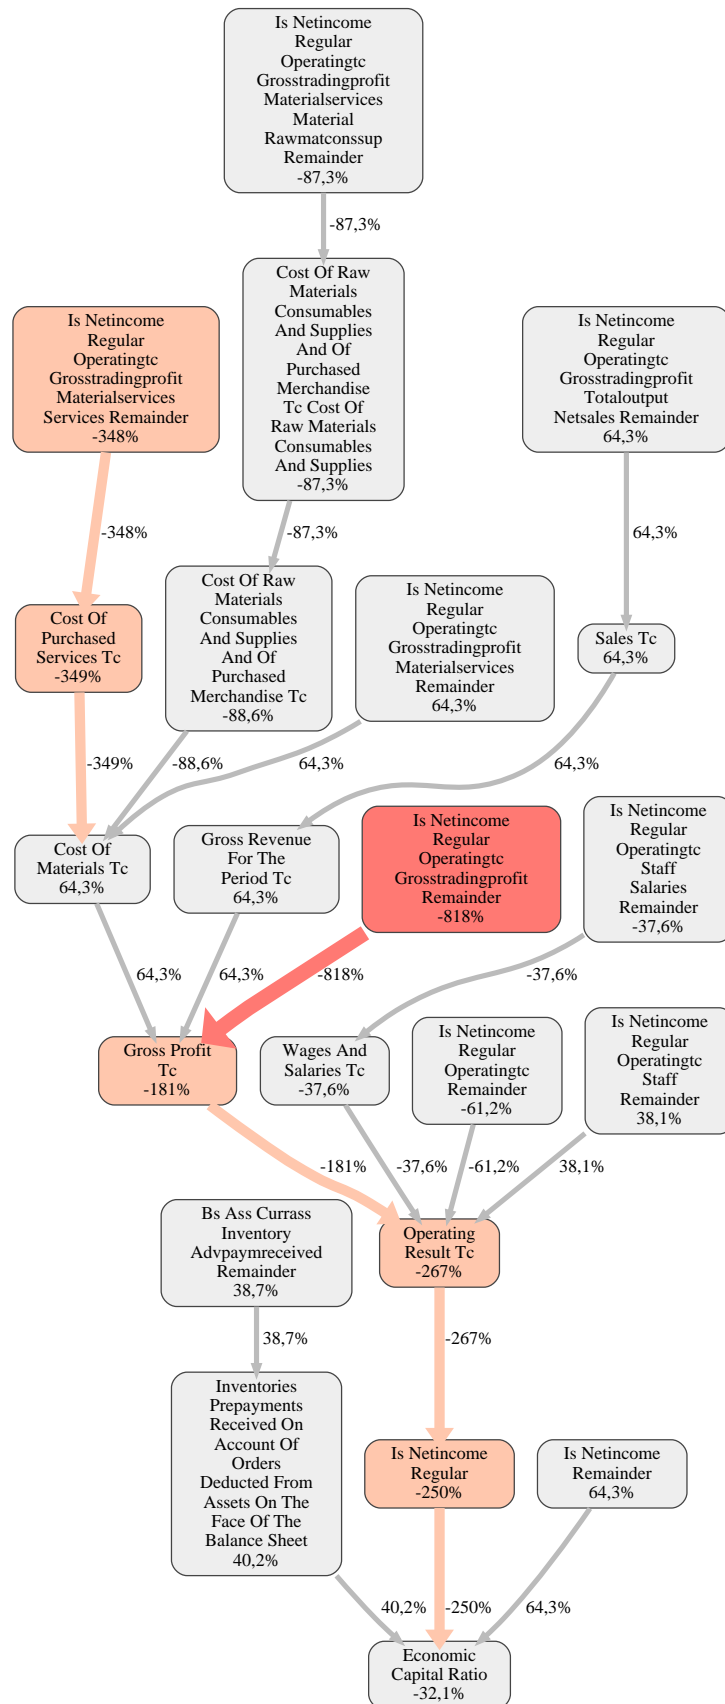 Is Netincome
Regular
Operatingtc
Grosstradingprofit
Materialservices
Material
Rawmatconssup
Remainder
-87,3%
-87,3%
Cost Of Raw
Materials
Consumables
And Supplies
And Of
Purchased
Merchandise
Tc Cost Of
Raw Materials
Consumables
And Supplies
-87,3%
Is Netincome
Regular
Operatingtc
Grosstradingprofit
Materialservices
Services Remainder
-348%
Is Netincome
Regular
Operatingtc
Grosstradingprofit
Totaloutput
Netsales Remainder
64,3%
-348%
-87,3%
64,3%
Cost Of
Purchased
Services Tc
-349%
Cost Of Raw
Materials
Consumables
And Supplies
And Of
Purchased
Merchandise Tc
-88,6%
Is Netincome
Regular
Operatingtc
Grosstradingprofit
Materialservices
Remainder
64,3%
Sales Tc
64,3%
-349%
-88,6%
64,3%
64,3%
Cost Of
Materials Tc
64,3%
Gross Revenue
For The
Period Tc
64,3%
Is Netincome
Regular
Operatingtc
Grosstradingprofit
Remainder
-818%
Is Netincome
Regular
Operatingtc
Staff
Salaries
Remainder
-37,6%
64,3%
64,3%
-818%
-37,6%
Gross Profit
Tc
-181%
Wages And
Salaries Tc
-37,6%
Is Netincome
Regular
Operatingtc
Remainder
-61,2%
Is Netincome
Regular
Operatingtc
Staff
Remainder
38,1%
-181%
-37,6%
-61,2%
38,1%
Bs Ass Currass
Inventory
Advpaymreceived
Remainder
38,7%
Operating
Result Tc
-267%
38,7%
-267%
Inventories
Prepayments
Received On
Account Of
Orders
Deducted From
Assets On The
Face Of The
Balance Sheet
40,2%
Is Netincome
Regular
-250%
Is Netincome
Remainder
64,3%
40,2%
-250%
64,3%
Economic
Capital Ratio
-32,1%